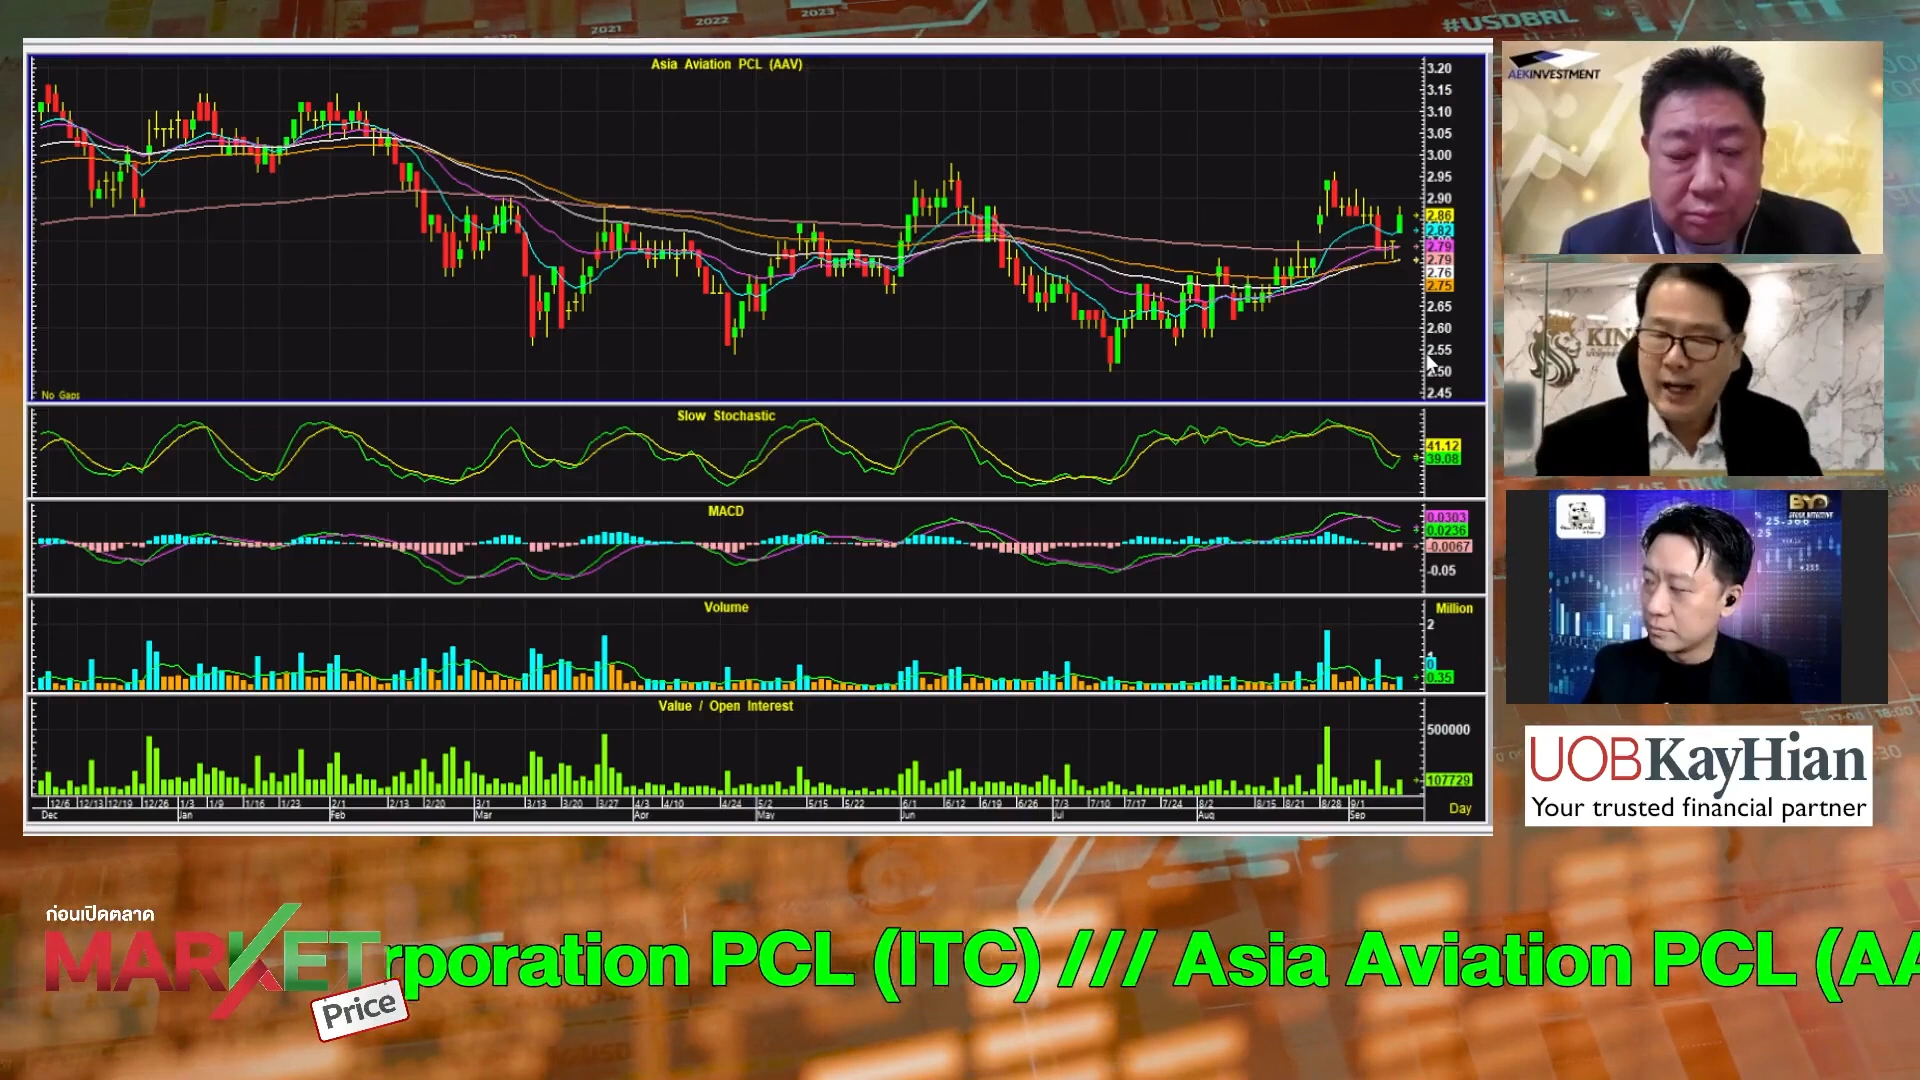 2021
2022
2023
#USDBRL
Asia Aviation PCL (AAV)
3.20
3.15
3.10
3.05
3.00
2.95
2.90
2.86
2.82
2.79
2.79
2.76
2.75
2.65
2.60
2.55
2.50
2.45
No Gaps
Slow Stochastic
41.12
39.08
MACD
0.0303
0.0236
-0.0067
-0.05
Volume
Million
2
1
0
0.35
Value / Open Interest
500000
107729
12/6 12/13 12/19 12/26 1/3 1/9 1/16 1/23 2/1 2/13 2/20 3/1 3/13 3/20 3/27 4/3 4/10 4/24 5/2 5/15 5/22 6/1 6/12 6/19 6/26 7/3 7/10 7/17 7/24 8/2 8/15 8/21 8/28 9/1
Dec Jan Feb Mar Apr May Jun Jul Aug Sep
Day
AEKINVESTMENT
KIN
BYD
STOCK DETECTIVE
UOBKayHian
Your trusted financial partner
ก่อนเปิดตลาด
MARKET
Price
rporation PCL (ITC) /// Asia Aviation PCL (AA